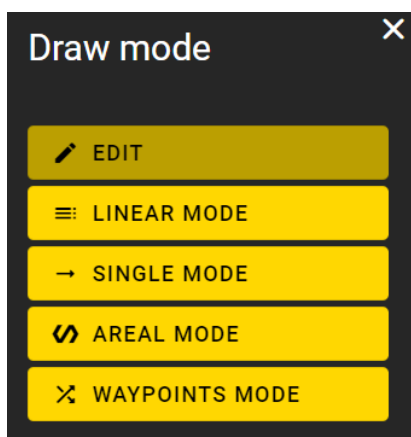 Draw mode
EDIT
LINEAR MODE
SINGLE MODE
AREAL MODE
WAYPOINTS MODE